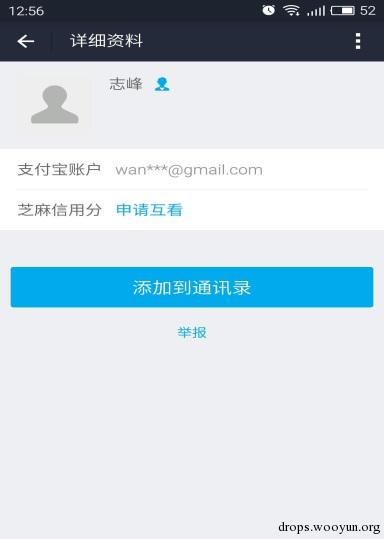 12:56
52
详细资料
志峰
支付宝账户 wan***@gmail.com
芝麻信用分 申请互看
添加到通讯录
举报
drops.wooyun.org